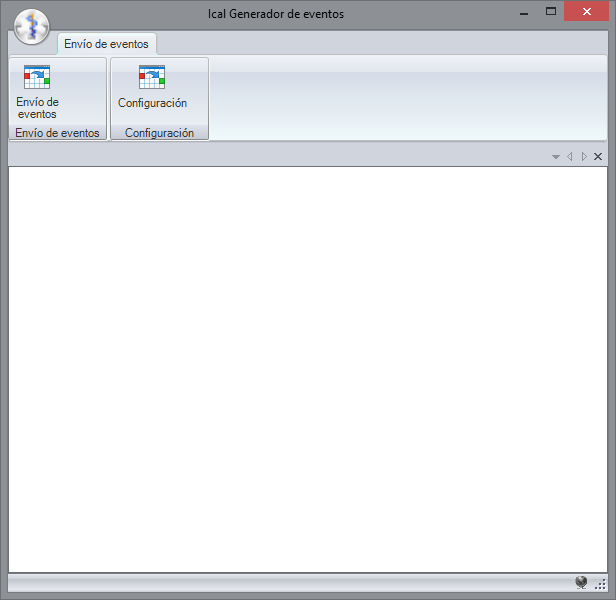 Ical Generador de eventos
Envío de eventos
Envío de
eventos
Configuración
Envío de eventos
Configuración